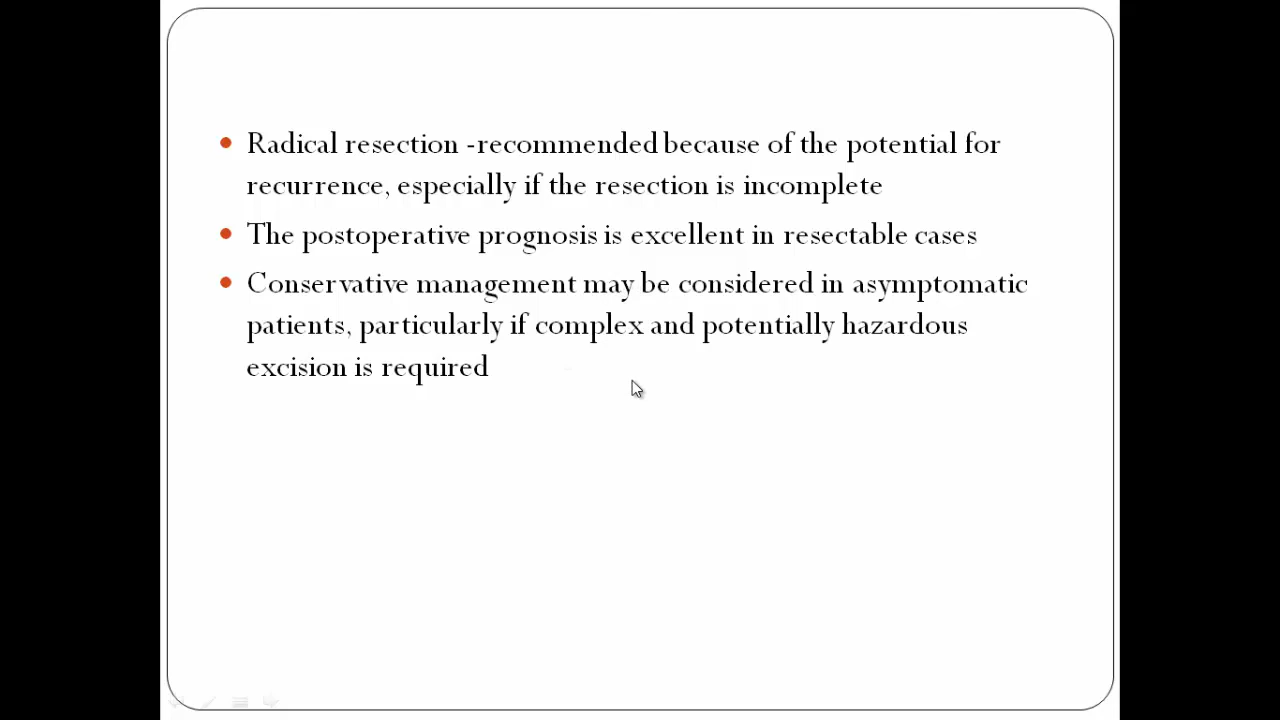 Radical resection -recommended because of the potential for
recurrence, especially if the resection is incomplete
The postoperative prognosis is excellent in resectable cases
Conservative management may be considered in asymptomatic
patients, particularly if complex and potentially hazardous
excision is required